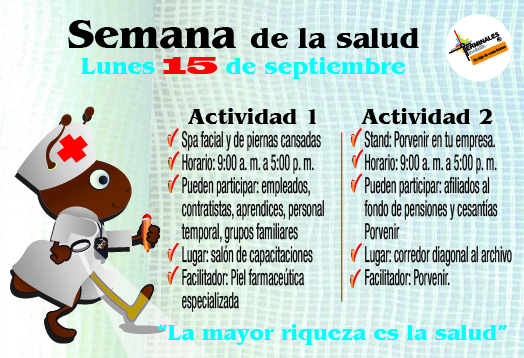 Semana de la salud
Lunes 15 de septiembre
TERMINALES
Actividad 1
Spa facial y de piernas cansadas
Horario: 9:00 a. m. a 5:00 p. m.
Pueden participar: empleados,
contratistas, aprendices, personal
temporal, grupos familiares
Lugar: salón de capacitaciones
Facilitador: Piel farmaceútica
especializada
Actividad 2
Stand: Porvenir en tu empresa.
Horario: 9:00 a. m. a 5:00 p. m.
Pueden participar: afiliados al
fondo de pensiones y cesantías
Porvenir
Lugar: corredor diagonal al archivo
Facilitador: Porvenir.
“La mayor riqueza es la salud”